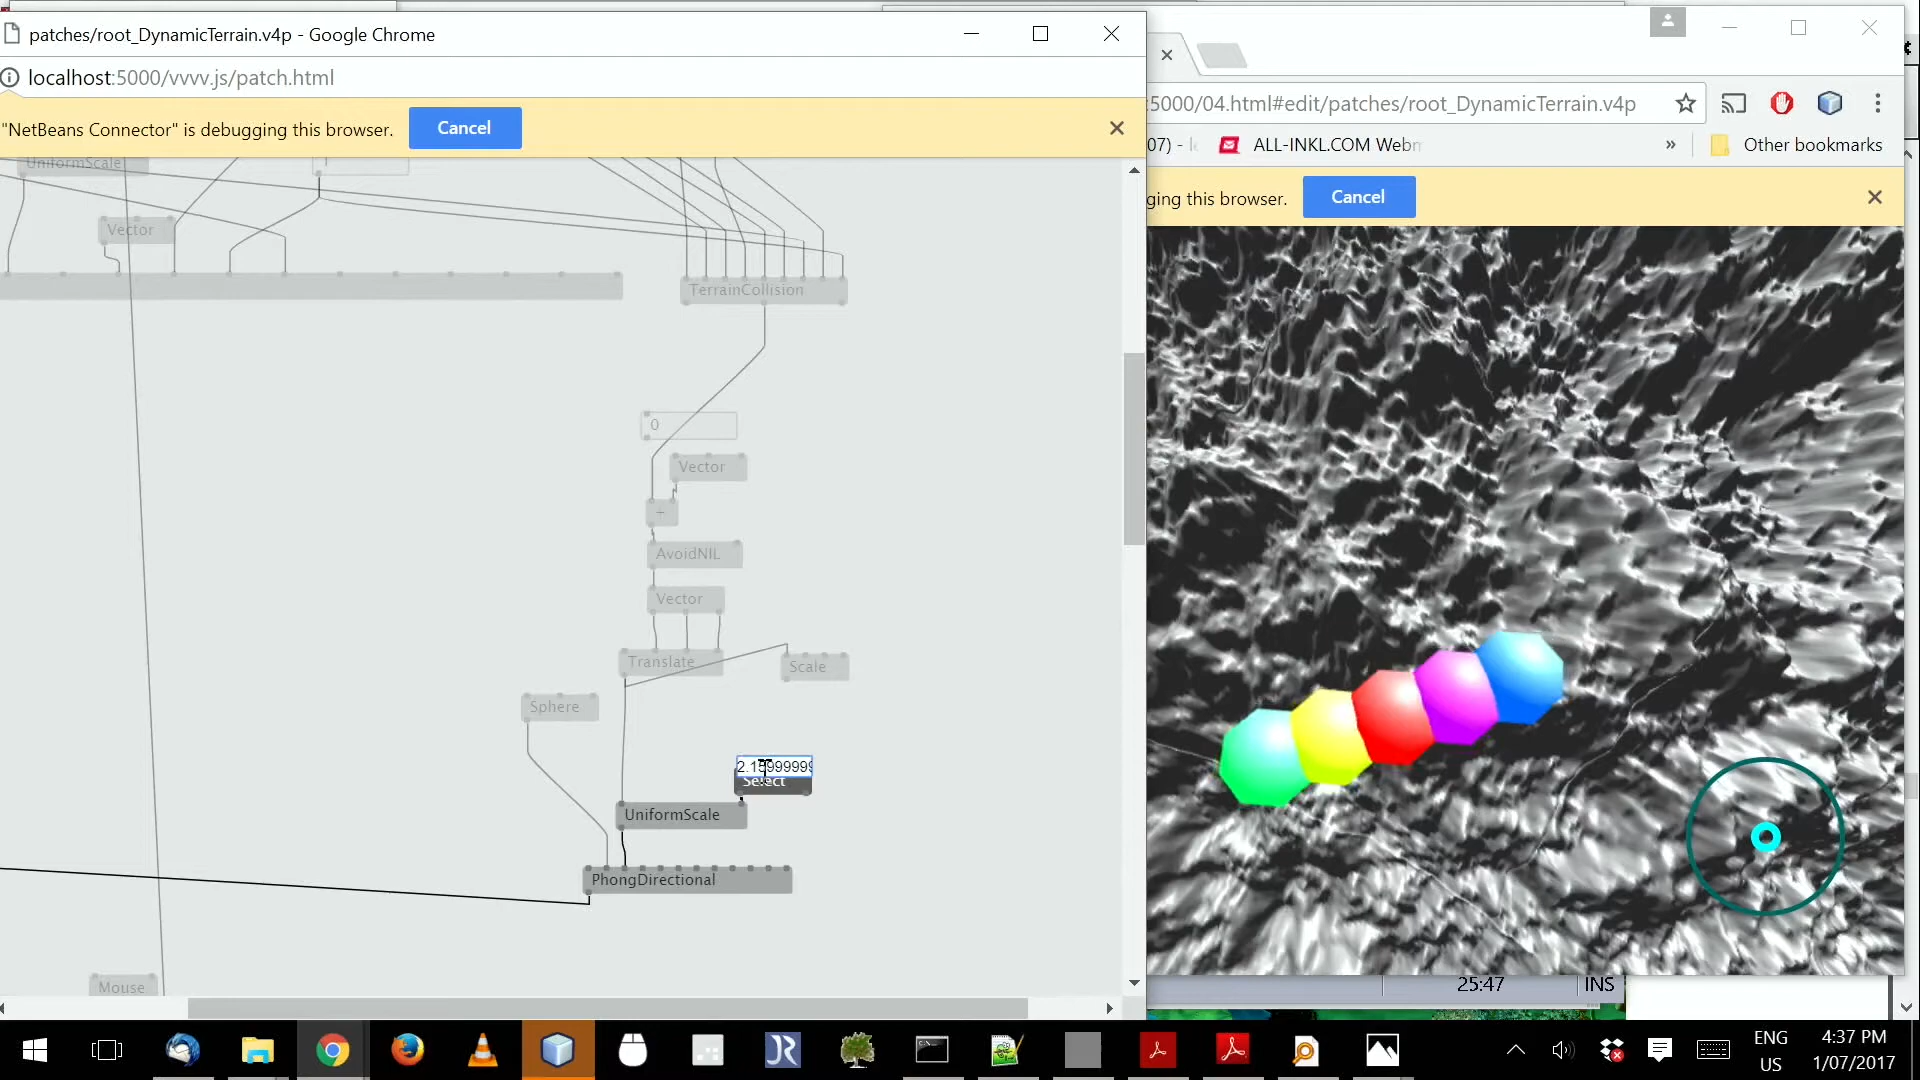 patches/root_DynamicTerrain.v4p - Google Chrome
localhost:5000/vvvv.js/patch.html
"NetBeans Connector" is debugging this browser.
Cancel
UniformScale
Vector
TerrainCollision
0
Vector
+
AvoidNIL
Vector
Translate
Scale
Sphere
2.15999999
Select
UniformScale
PhongDirectional
Mouse
:5000/04.html#edit/patches/root_DynamicTerrain.v4p
07) -
ALL-INKL.COM Webm
»
Other bookmarks
ging this browser.
Cancel
25:47
INS
ENG
US
4:37 PM
1/07/2017